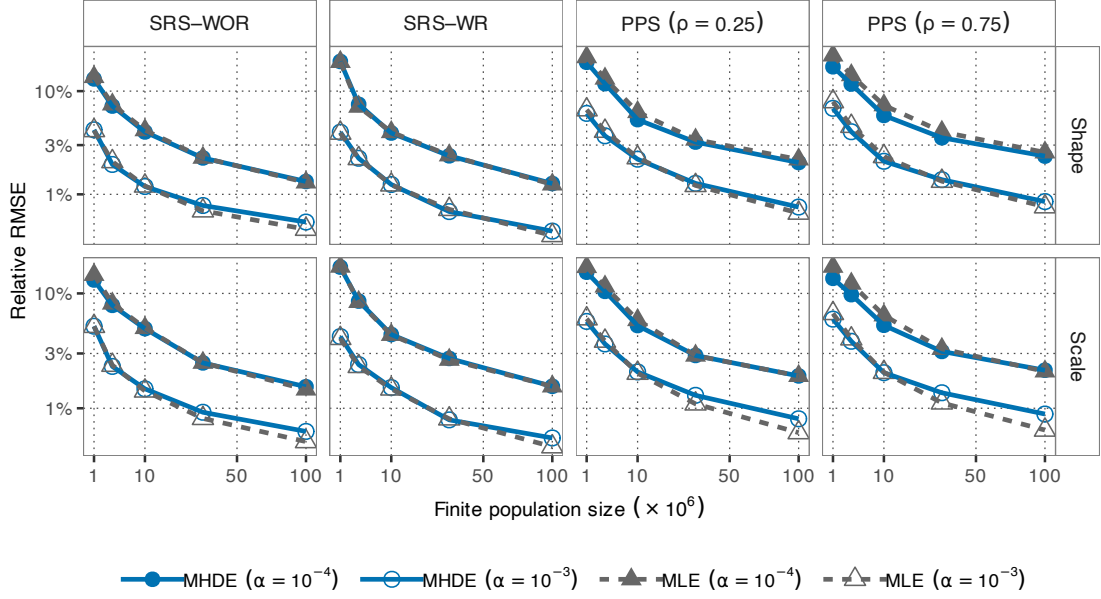 SRS–WOR SRS–WR PPS (ρ = 0.25) PPS (ρ = 0.75)
10%
3%
1%
Shape
Relative RMSE
10%
3%
1%
Scale
1 10 50 100 1 10 50 100 1 10 50 100 1 10 50 100
Finite population size (× 10⁶)
MHDE (α = 10⁻⁴) MHDE (α = 10⁻³) MLE (α = 10⁻⁴) MLE (α = 10⁻³)